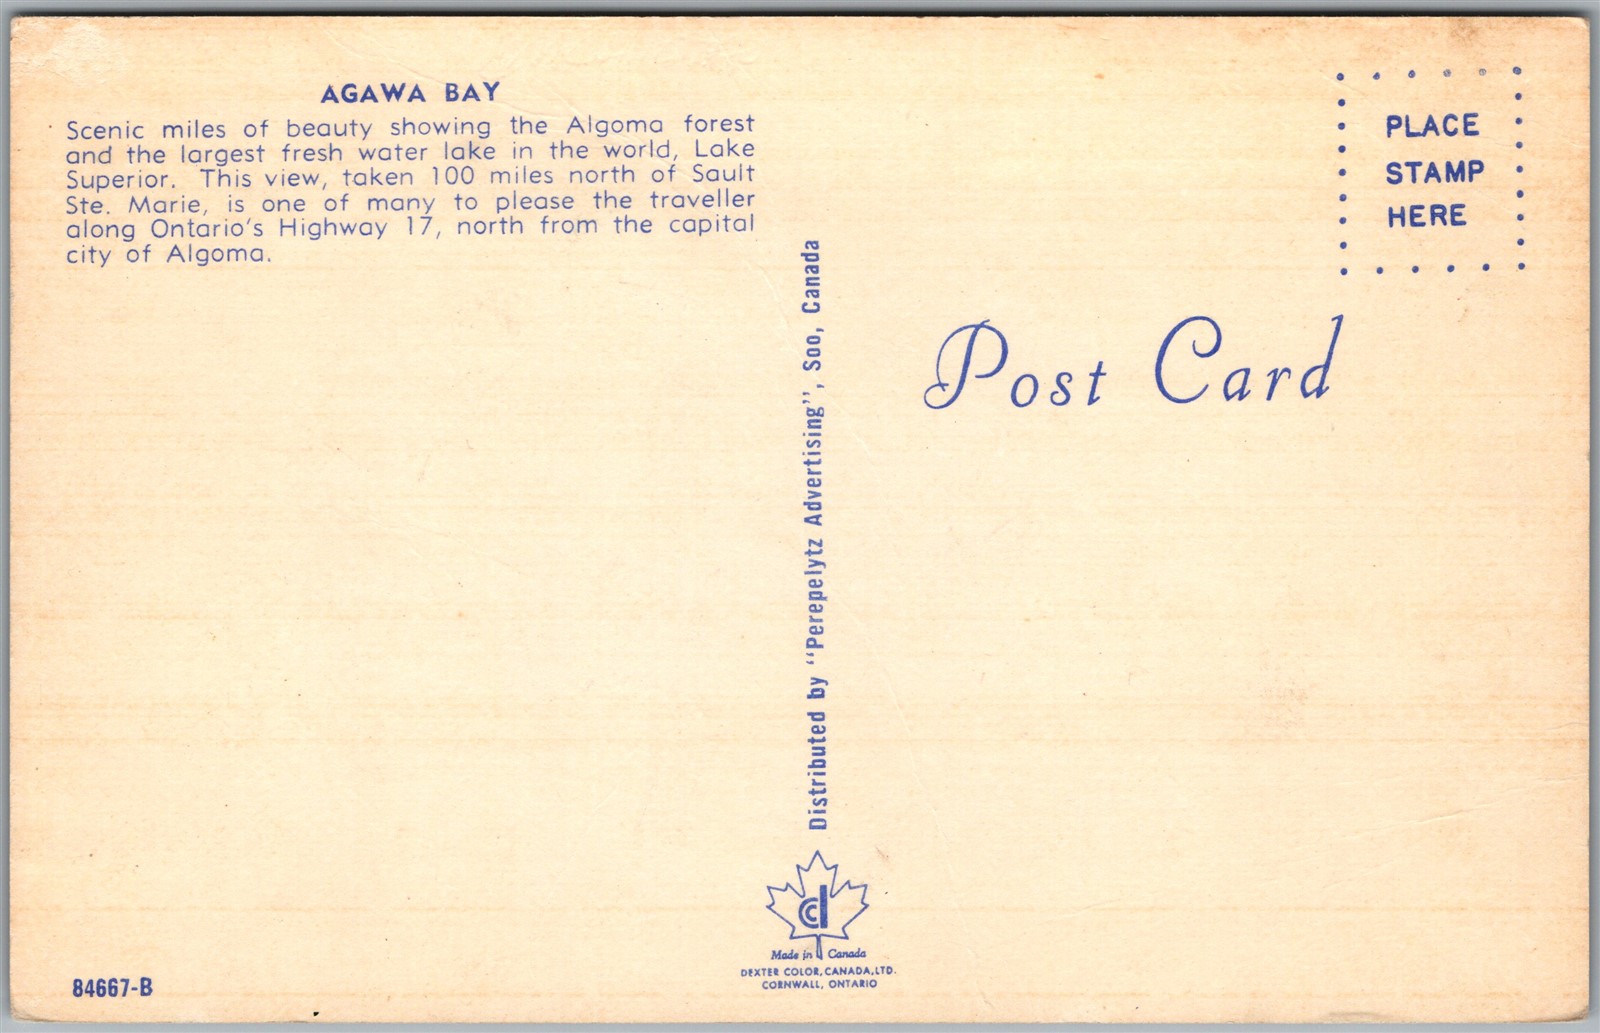 AGAWA BAY
Scenic miles of beauty showing the Algoma forest
and the largest fresh water lake in the world, Lake
Superior. This view, taken 100 miles north of Sault
Ste. Marie, is one of many to please the traveller
along Ontario's Highway 17, north from the capital
city of Algoma.
84667-B
Distributed by "Perepelytz Advertising", Soo, Canada
dc
Made in Canada
DEXTER COLOR, CANADA, LTD.
CORNWALL, ONTARIO
PLACE
STAMP
HERE
Post Card